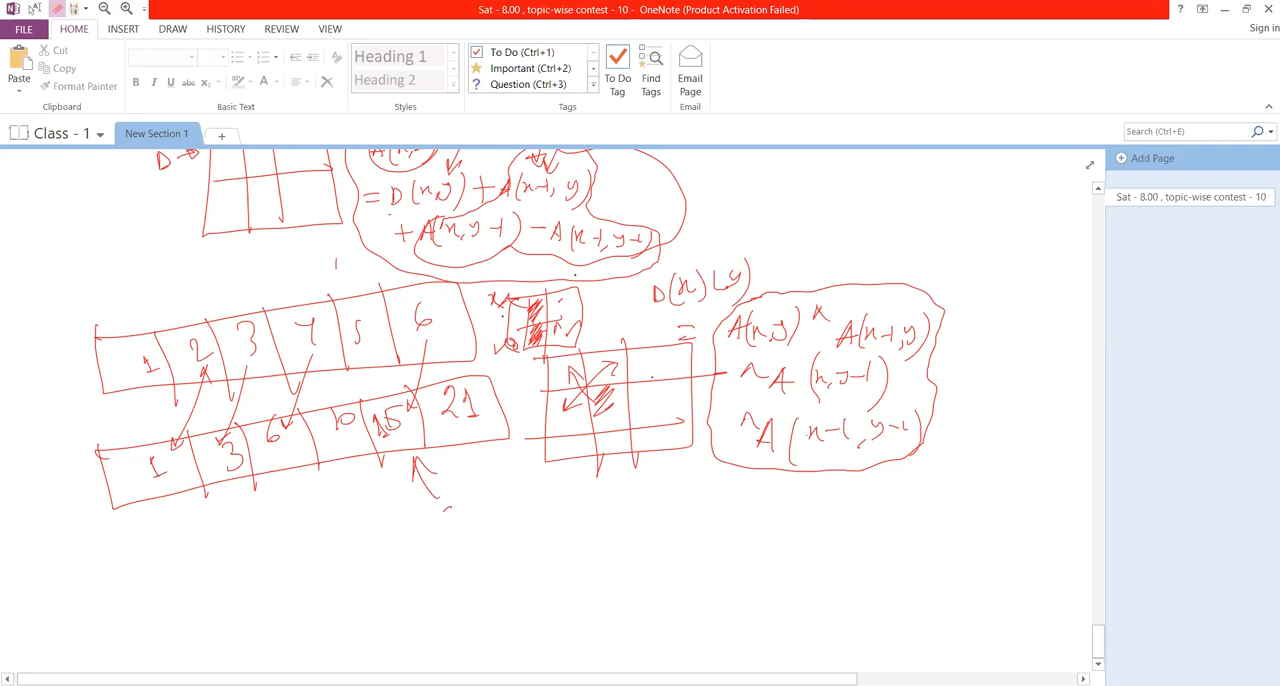 Sat - 8.00 , topic-wise contest - 10 - OneNote (Product Activation Failed)
FILE HOME INSERT DRAW HISTORY REVIEW VIEW
Sign in
Paste
Cut
Copy
Format Painter
Heading 1
Heading 2
To Do (Ctrl+1)
Important (Ctrl+2)
Question (Ctrl+3)
To Do Tag
Find Tags
Email Page
Clipboard Basic Text Styles Tags Email
Class - 1
New Section 1
Search (Ctrl+E)
Add Page
Sat - 8.00 , topic-wise contest - 10
D
= D(x,y) + A(x-1, y)
+ A(x, y-1) - A(x-1, y-1)
1 2 3 4 5 6
1 3 6 10 15 21
D(x)(y)
=
A(x,y) ^ A(x-1,y)
~A (x, y-1)
~A (x-1, y-1)